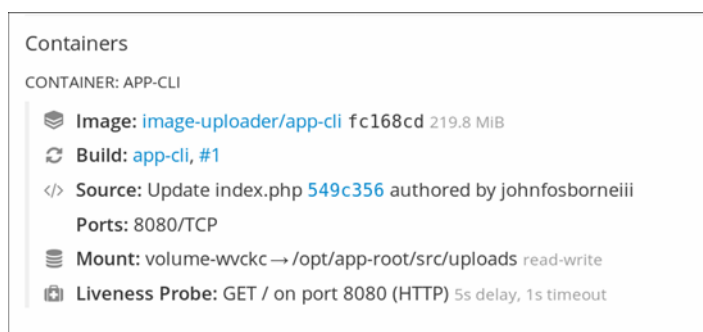 Containers
CONTAINER: APP-CLI
Image: image-uploader/app-cli fc168cd 219.8 MiB
Build: app-cli, #1
</> Source: Update index.php 549c356 authored by johnfosborneiii
Ports: 8080/TCP
Mount: volume-wvckc→/opt/app-root/src/uploads read-write
Liveness Probe: GET / on port 8080 (HTTP) 5s delay, 1s timeout